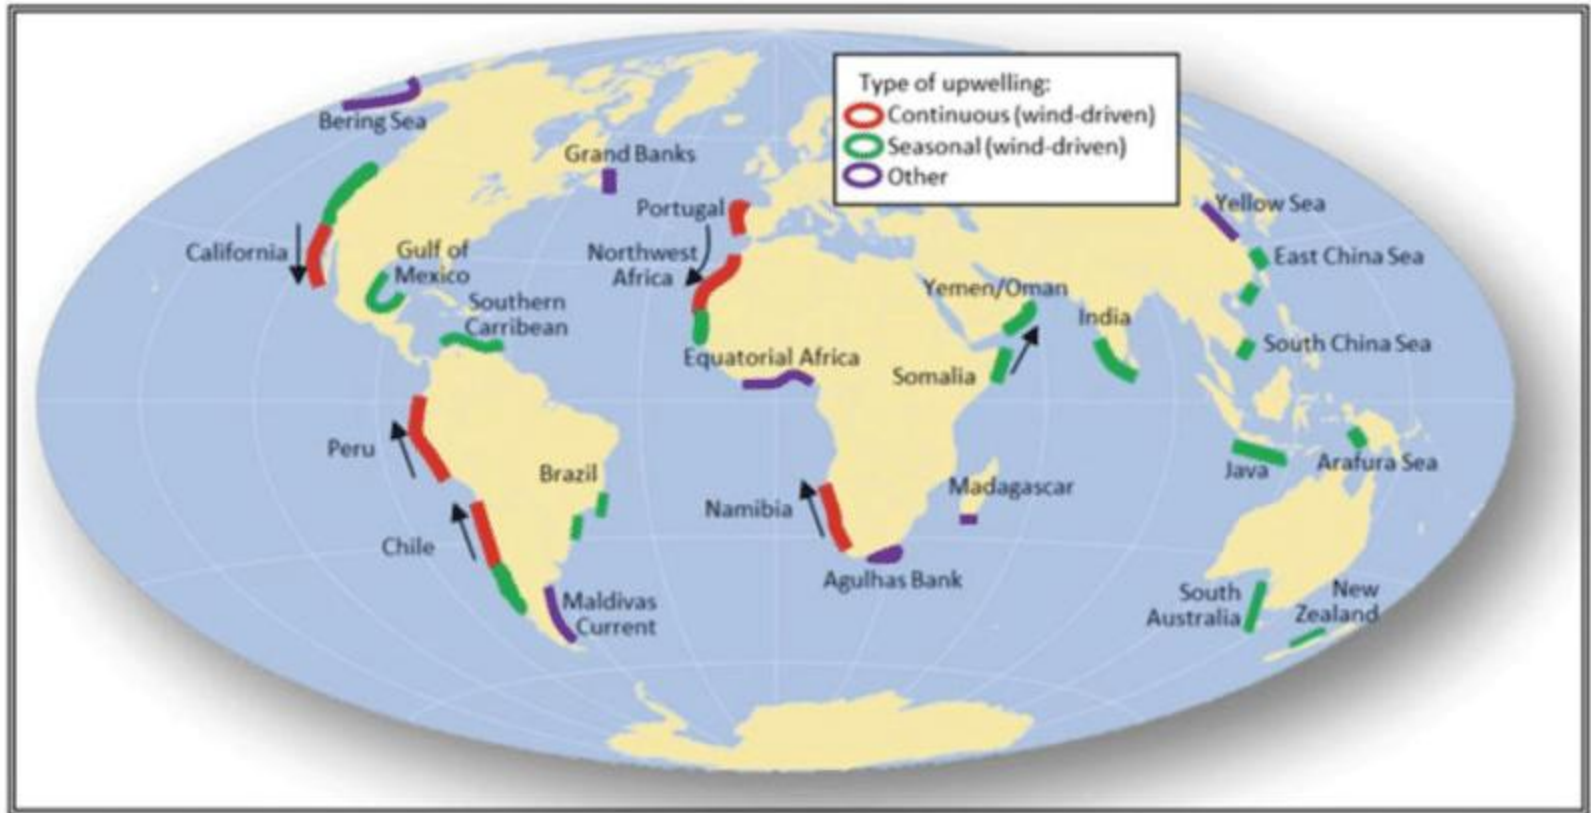 Type of upwelling:
Continuous (wind-driven)
Seasonal (wind-driven)
Other
Bering Sea
Grand Banks
Portugal
Yellow Sea
California
Gulf of
Mexico
Northwest
Africa
East China Sea
Yemen/Oman
Southern
Carribean
India
South China Sea
Equatorial Africa
Somalia
Peru
Brazil
Java
Arafura Sea
Namibia
Madagascar
Chile
Agulhas Bank
Maldivas
Current
South
Australia
New
Zealand